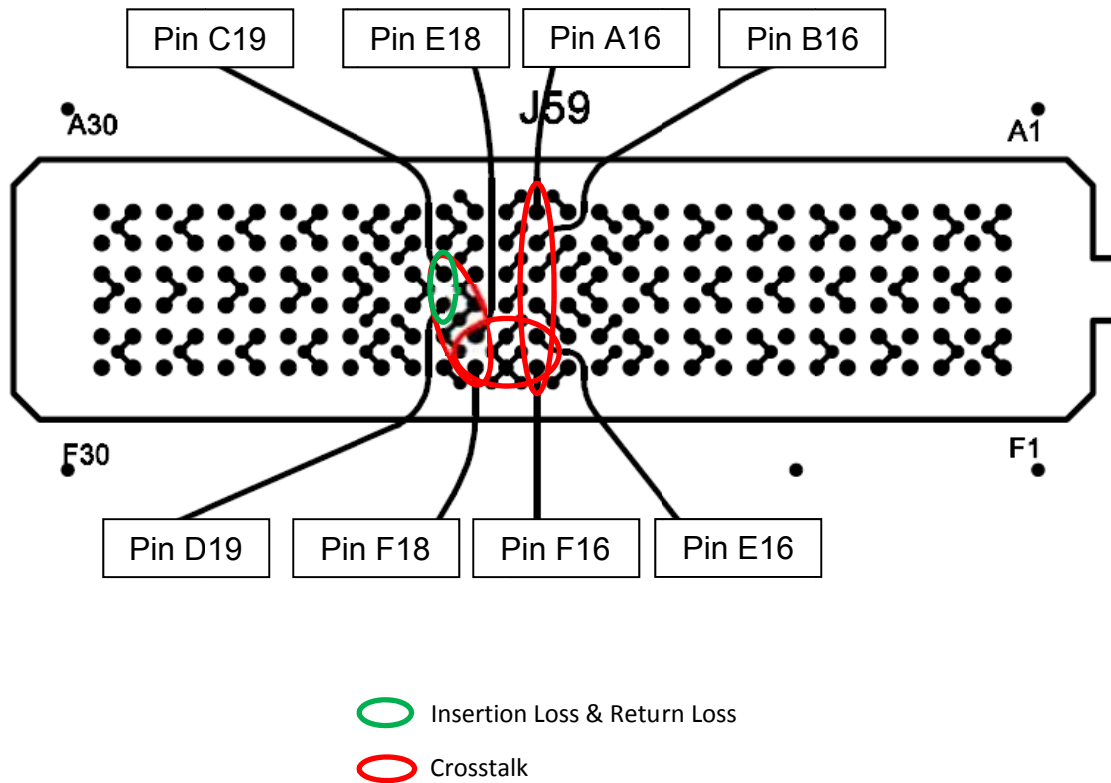 Pin C19
Pin E18
Pin A16
Pin B16
J59
A30
A1
F30
F1
Pin D19
Pin F18
Pin F16
Pin E16
Insertion Loss & Return Loss
Crosstalk